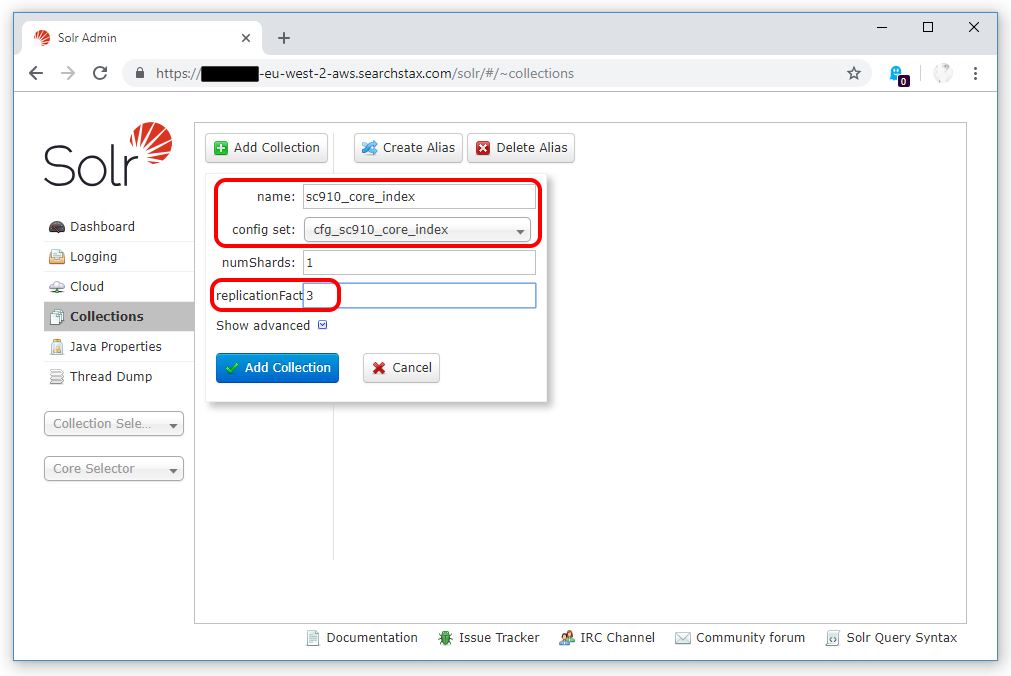 Solr Admin
https://-eu-west-2-aws.searchstax.com/solr/#/~collections
0
Solr
Dashboard
Logging
Cloud
Collections
Java Properties
Thread Dump
Collection Sele...
Core Selector
Add Collection Create Alias Delete Alias
name: sc910_core_index
config set: cfg_sc910_core_index
numShards: 1
replicationFact 3
Show advanced
Add Collection Cancel
Documentation Issue Tracker IRC Channel Community forum Solr Query Syntax